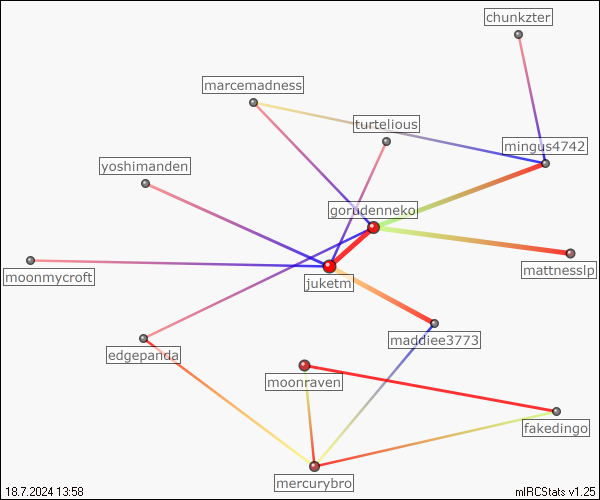 chunkzter
marcemadness
turtelious
mingus4742
yoshimanden
gorudenneko
moonmycroft
juketm
mattnesslp
maddiee3773
edgepanda
moonraven
fakedingo
mercurybro
18.7.2024 13:58
mIRCStats v1.25